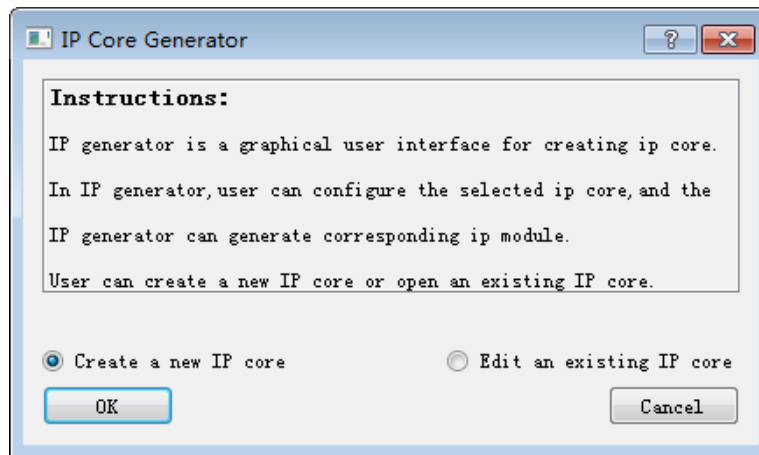 IP Core Generator
Instructions:
IP generator is a graphical user interface for creating ip core.
In IP generator, user can configure the selected ip core, and the
IP generator can generate corresponding ip module.
User can create a new IP core or open an existing IP core.
Create a new IP core
Edit an existing IP core
OK
Cancel